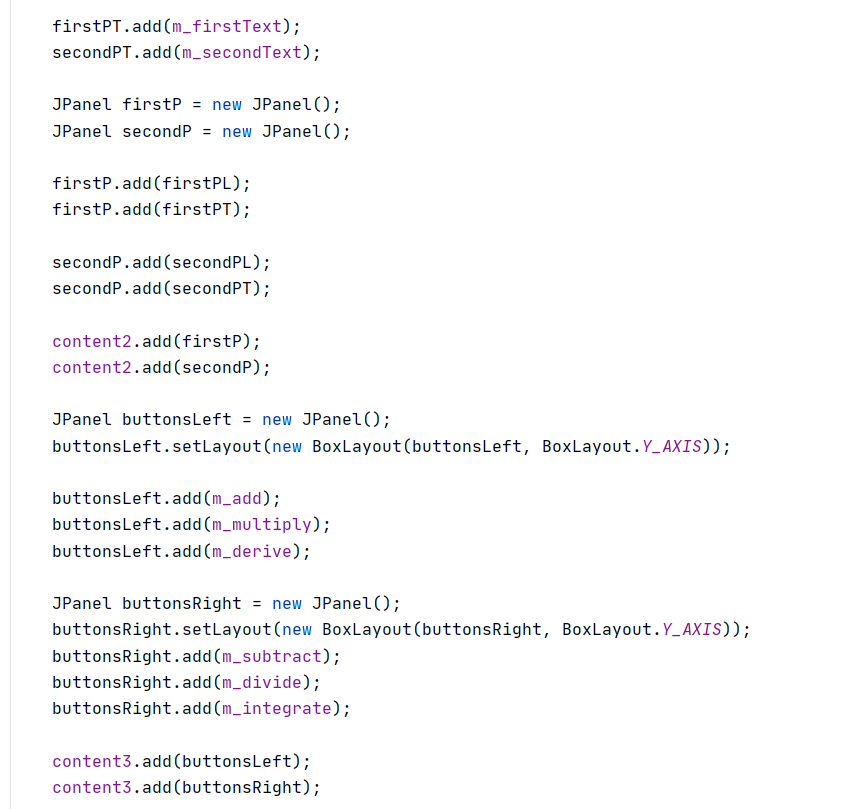 firstPT.add(m_firstText);
secondPT.add(m_secondText);
JPanel firstP = new JPanel();
JPanel secondP = new JPanel();
firstP.add(firstPL);
firstP.add(firstPT);
secondP.add(secondPL);
secondP.add(secondPT);
content2.add(firstP);
content2.add(secondP);
JPanel buttonsLeft = new JPanel();
buttonsLeft.setLayout(new BoxLayout(buttonsLeft, BoxLayout.Y_AXIS));
buttonsLeft.add(m_add);
buttonsLeft.add(m_multiply);
buttonsLeft.add(m_derive);
JPanel buttonsRight = new JPanel();
buttonsRight.setLayout(new BoxLayout(buttonsRight, BoxLayout.Y_AXIS));
buttonsRight.add(m_subtract);
buttonsRight.add(m_divide);
buttonsRight.add(m_integrate);
content3.add(buttonsLeft);
content3.add(buttonsRight);